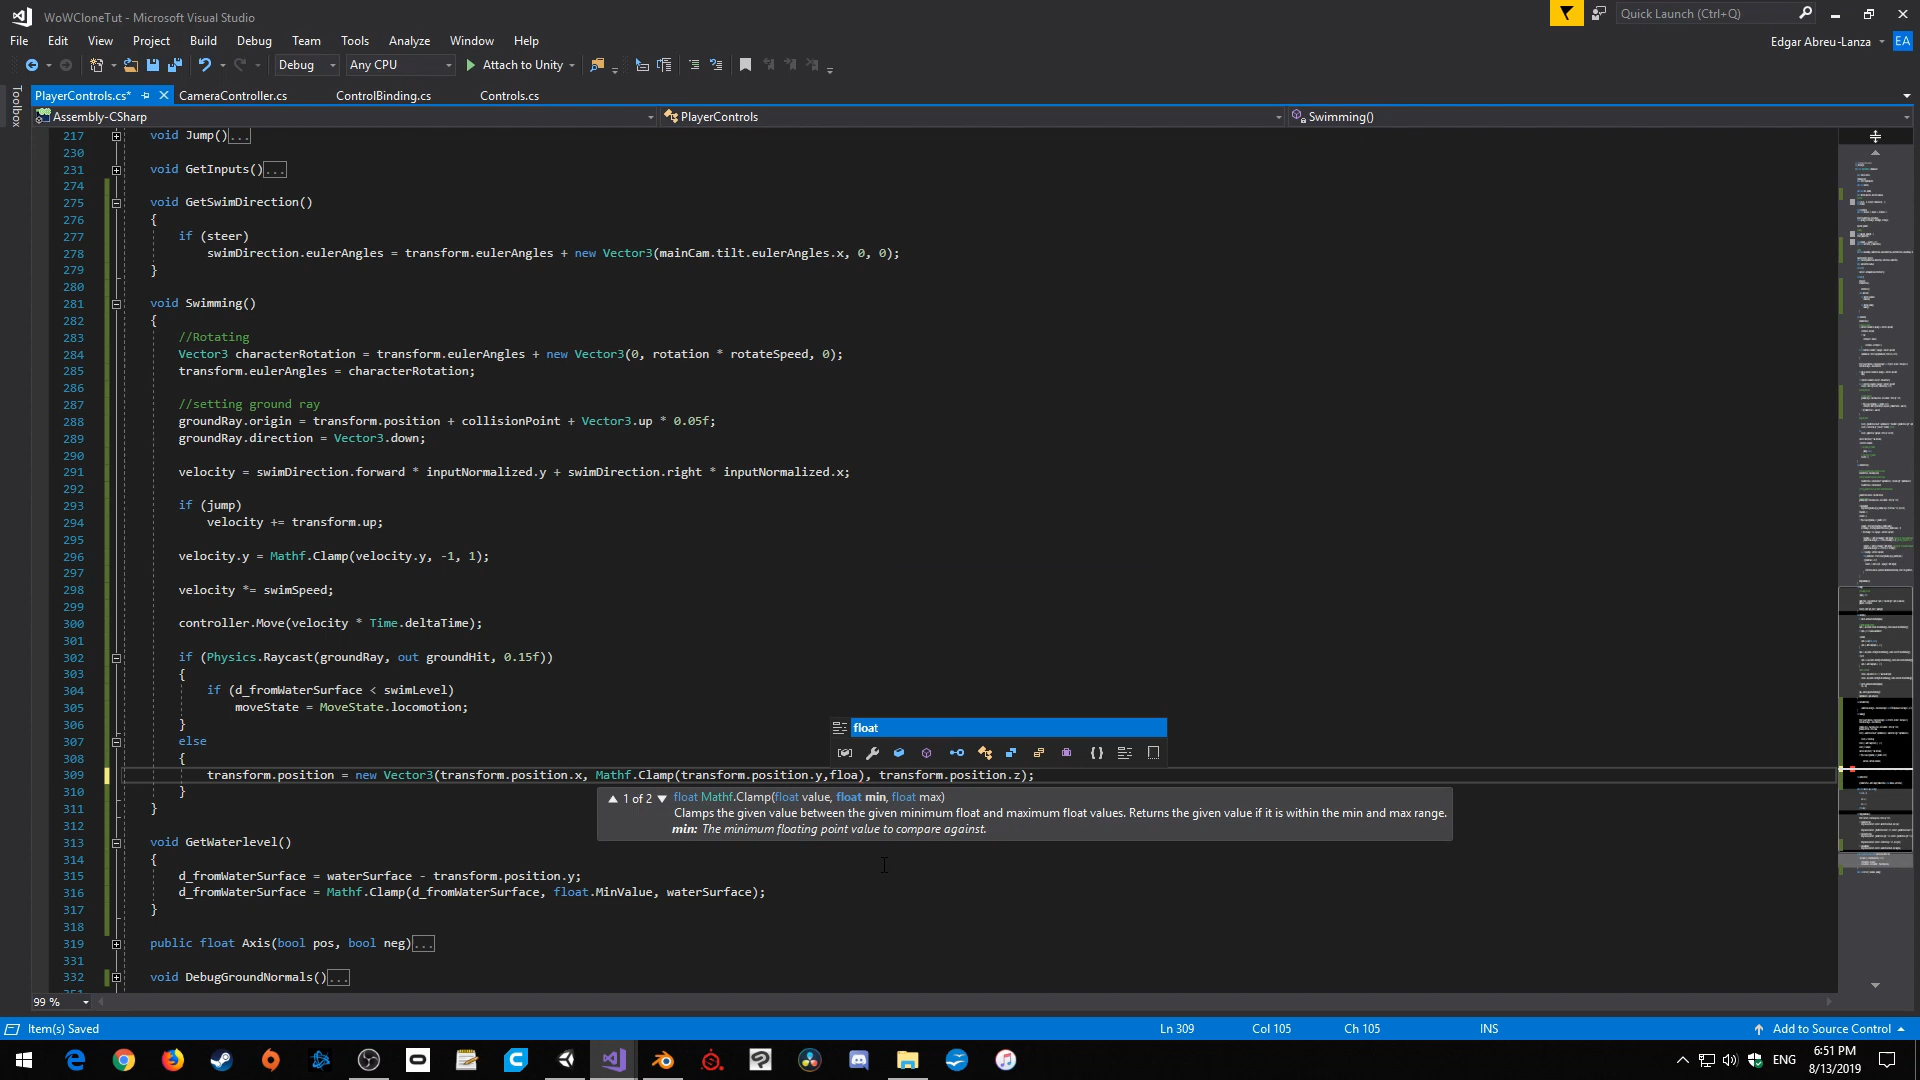 WoWCloneTut - Microsoft Visual Studio
Quick Launch (Ctrl+Q)
File Edit View Project Build Debug Team Tools Analyze Window Help
Edgar Abreu-Lanza EA
Debug Any CPU Attach to Unity
Toolbox
PlayerControls.cs* CameraController.cs ControlBinding.cs Controls.cs
Assembly-CSharp PlayerControls Swimming()
217 void Jump()...
230
231 void GetInputs()...
274
275 void GetSwimDirection()
276 {
277 if (steer)
278 swimDirection.eulerAngles = transform.eulerAngles + new Vector3(mainCam.tilt.eulerAngles.x, 0, 0);
279 }
280
281 void Swimming()
282 {
283 //Rotating
284 Vector3 characterRotation = transform.eulerAngles + new Vector3(0, rotation * rotateSpeed, 0);
285 transform.eulerAngles = characterRotation;
286
287 //setting ground ray
288 groundRay.origin = transform.position + collisionPoint + Vector3.up * 0.05f;
289 groundRay.direction = Vector3.down;
290
291 velocity = swimDirection.forward * inputNormalized.y + swimDirection.right * inputNormalized.x;
292
293 if (jump)
294 velocity += transform.up;
295
296 velocity.y = Mathf.Clamp(velocity.y, -1, 1);
297
298 velocity *= swimSpeed;
299
300 controller.Move(velocity * Time.deltaTime);
301
302 if (Physics.Raycast(groundRay, out groundHit, 0.15f))
303 {
304 if (d_fromWaterSurface < swimLevel)
305 moveState = MoveState.locomotion;
306 }
307 else
float
308 {
309 transform.position = new Vector3(transform.position.x, Mathf.Clamp(transform.position.y,floa), transform.position.z);
310 }
1 of 2 float Mathf.Clamp(float value, float min, float max)
Clamps the given value between the given minimum float and maximum float values. Returns the given value if it is within the min and max range.
min: The minimum floating point value to compare against.
311 }
312
313 void GetWaterlevel()
314 {
315 d_fromWaterSurface = waterSurface - transform.position.y;
316 d_fromWaterSurface = Mathf.Clamp(d_fromWaterSurface, float.MinValue, waterSurface);
317 }
318
319 public float Axis(bool pos, bool neg)...
331
332 void DebugGroundNormals()...
99 %
Item(s) Saved Ln 309 Col 105 Ch 105 INS Add to Source Control
ENG 6:51 PM
8/13/2019